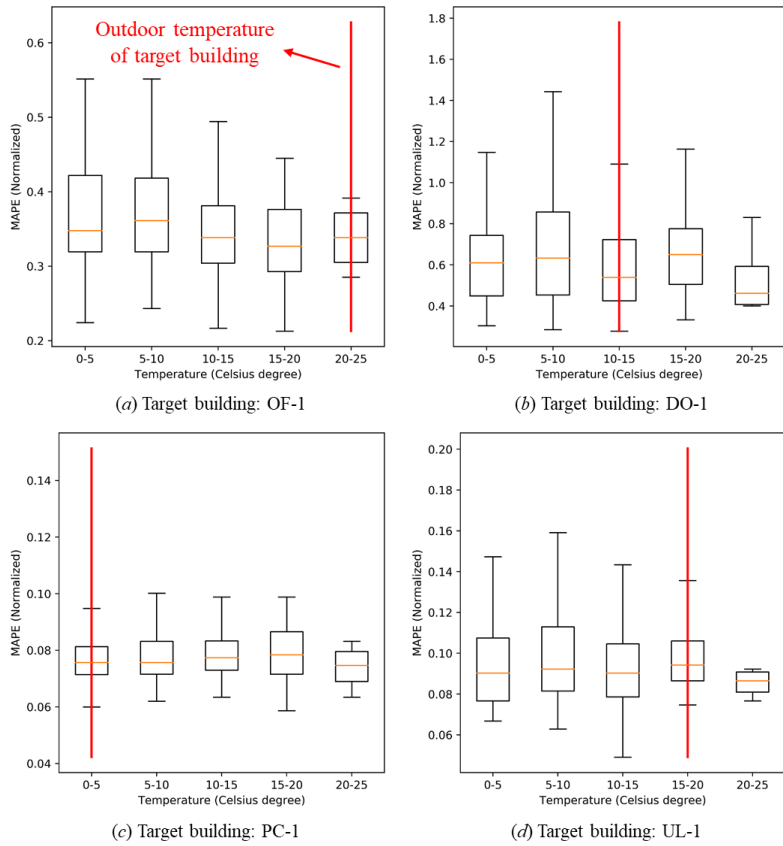 Outdoor temperature
of target building
MAPE (Normalized)
0.6
0.5
0.4
0.3
0.2
0-5 5-10 10-15 15-20 20-25
Temperature (Celsius degree)
(a) Target building: OF-1
MAPE (Normalized)
1.8
1.6
1.4
1.2
1.0
0.8
0.6
0.4
0-5 5-10 10-15 15-20 20-25
Temperature (Celsius degree)
(b) Target building: DO-1
MAPE (Normalized)
0.14
0.12
0.10
0.08
0.06
0.04
0-5 5-10 10-15 15-20 20-25
Temperature (Celsius degree)
(c) Target building: PC-1
MAPE (Normalized)
0.20
0.18
0.16
0.14
0.12
0.10
0.08
0.06
0-5 5-10 10-15 15-20 20-25
Temperature (Celsius degree)
(d) Target building: UL-1